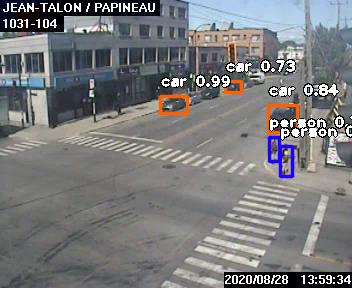 JEAN-TALON / PAPINEAU
1031-104
car 0.73
car 0.99
car 0.84
person 0.
person 0.
2020/08/28 13:59:34